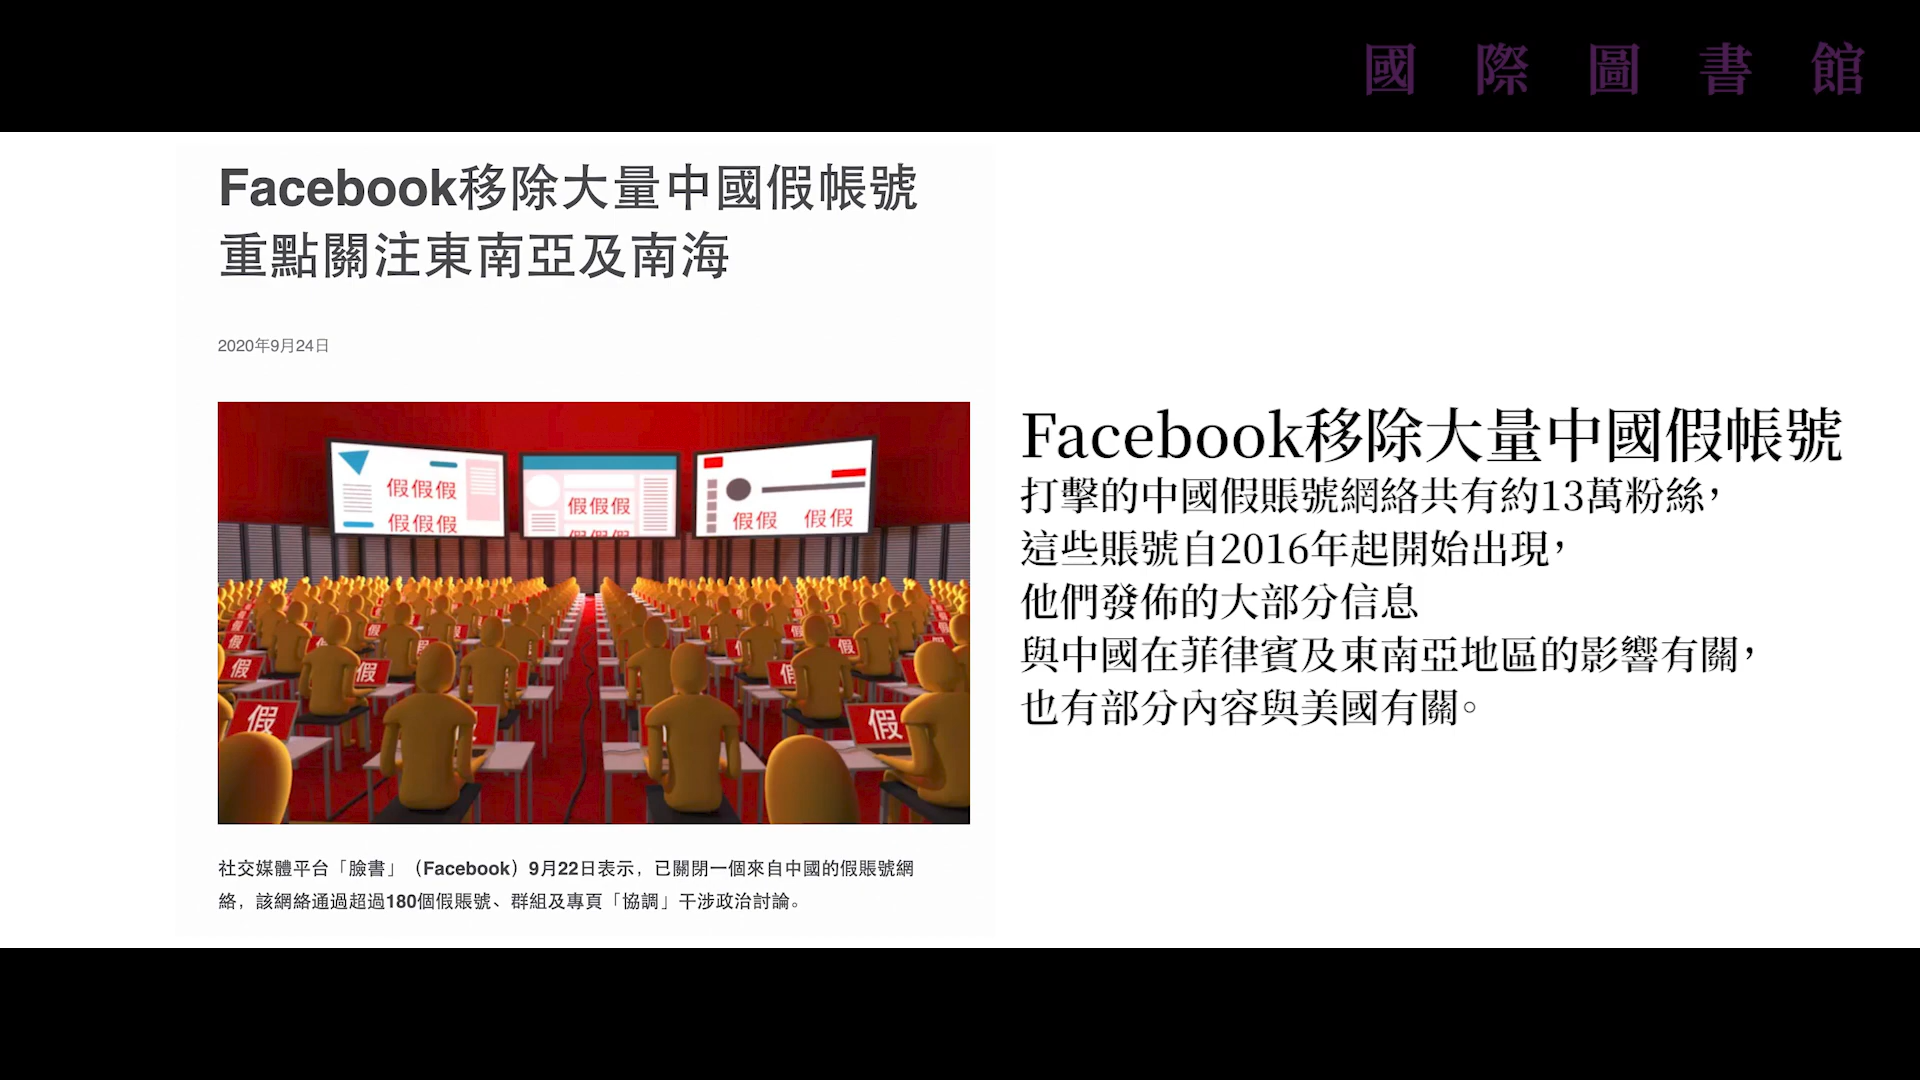 國際圖書館
Facebook移除大量中國假帳號
重點關注東南亞及南海
2020年9月24日
假假假
假假假
假假假
假假假
假假 假假
假
假
假
假
假
假
假
假
假
社交媒體平台「臉書」（Facebook）9月22日表示，已關閉一個來自中國的假賬號網
絡，該網絡通過超過180個假賬號、群組及專頁「協調」干涉政治討論。
Facebook移除大量中國假帳號
打擊的中國假賬號網絡共有約13萬粉絲，
這些賬號自2016年起開始出現，
他們發佈的大部分信息
與中國在菲律賓及東南亞地區的影響有關，
也有部分內容與美國有關。